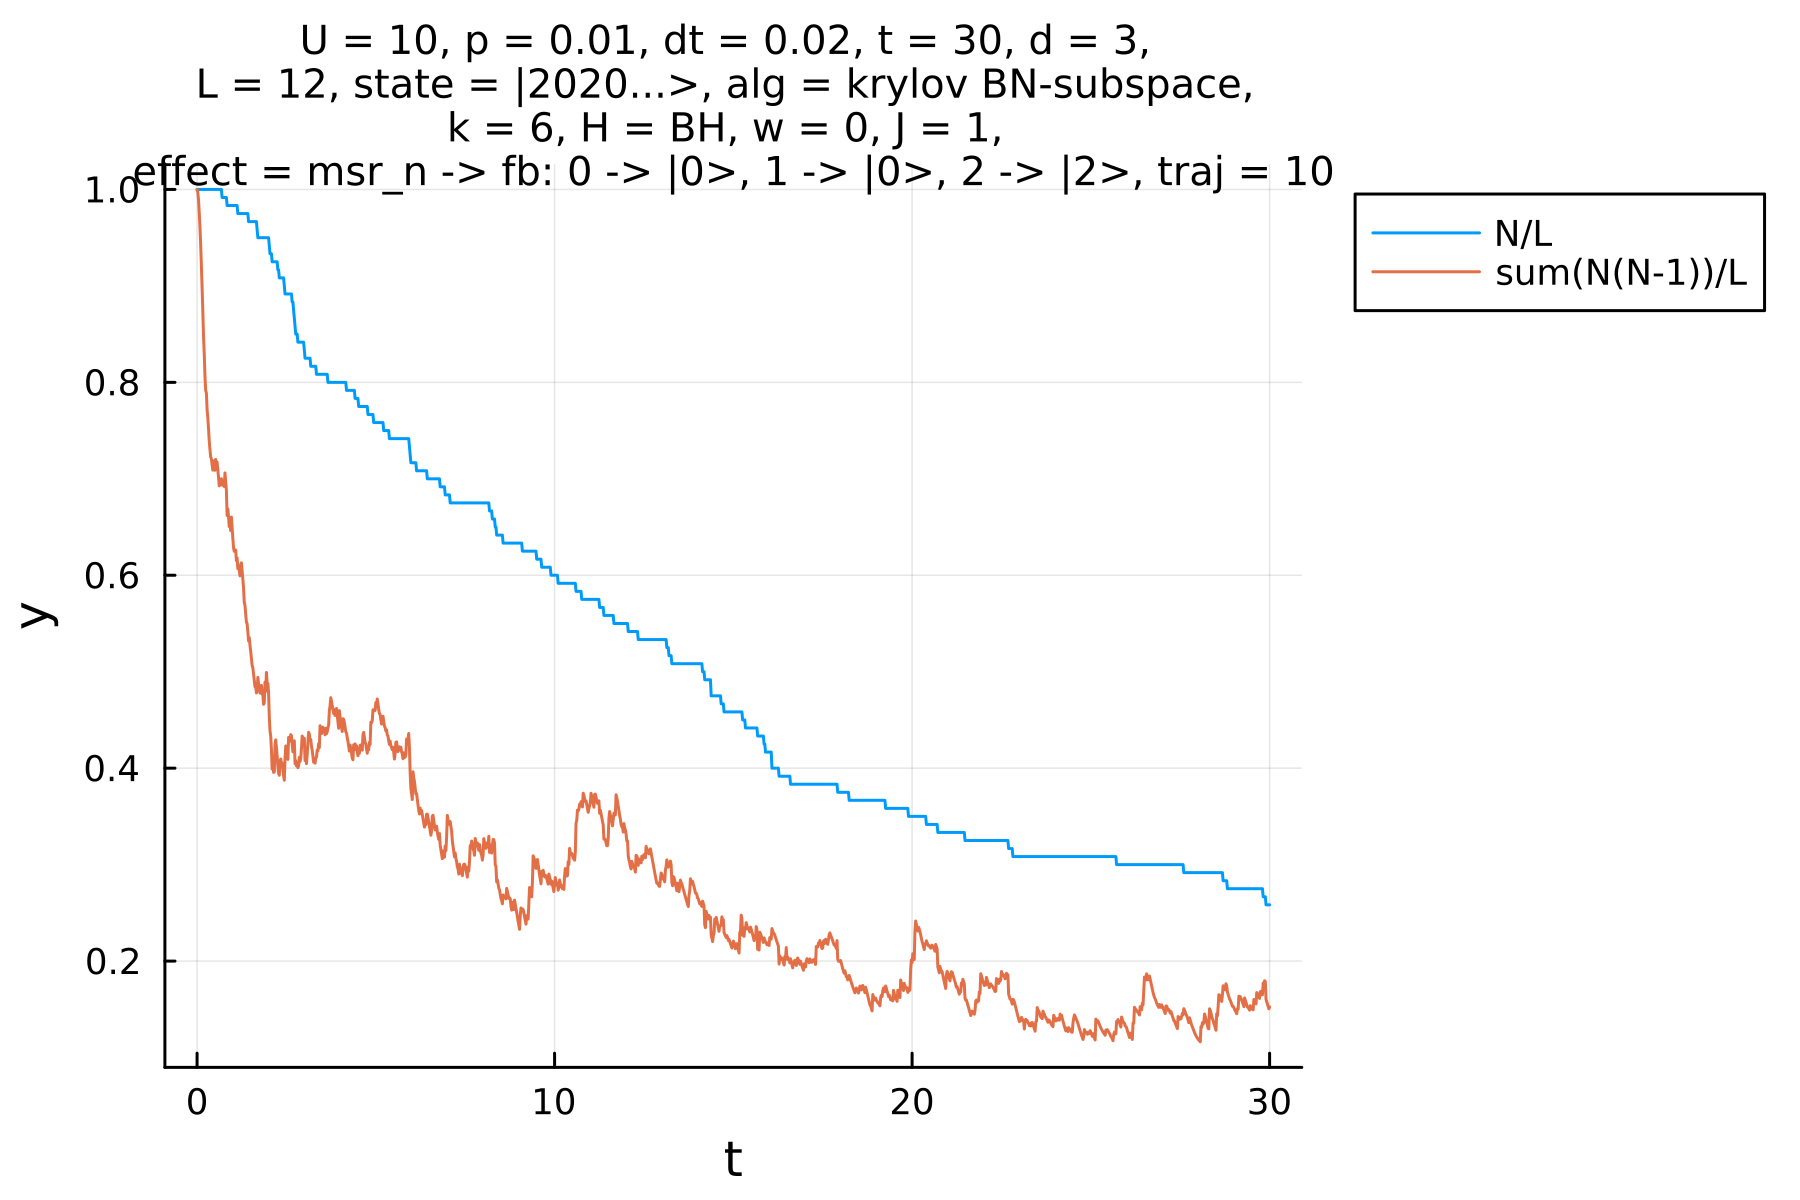 U = 10, p = 0.01, dt = 0.02, t = 30, d = 3,
L = 12, state = |2020...>, alg = krylov BN-subspace,
k = 6, H = BH, w = 0, J = 1,
effect = msr_n -> fb: 0 -> |0>, 1 -> |0>, 2 -> |2>, traj = 10
N/L
sum(N(N-1))/L
1.0
0.8
0.6
0.4
0.2
y
0 10 20 30
t